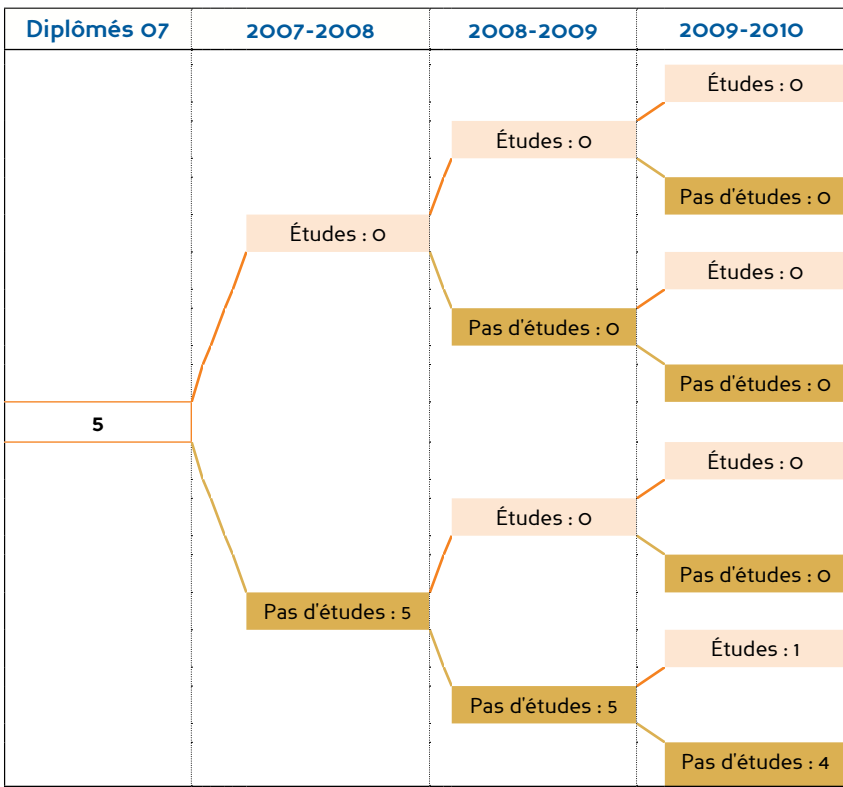 Diplômés 07 2007-2008 2008-2009 2009-2010
Études : 0
Études : 0
Pas d'études : 0
Études : 0
Études : 0
Pas d'études : 0
Pas d'études : 0
5
Études : 0
Études : 0
Pas d'études : 0
Pas d'études : 5
Études : 1
Pas d'études : 5
Pas d'études : 4